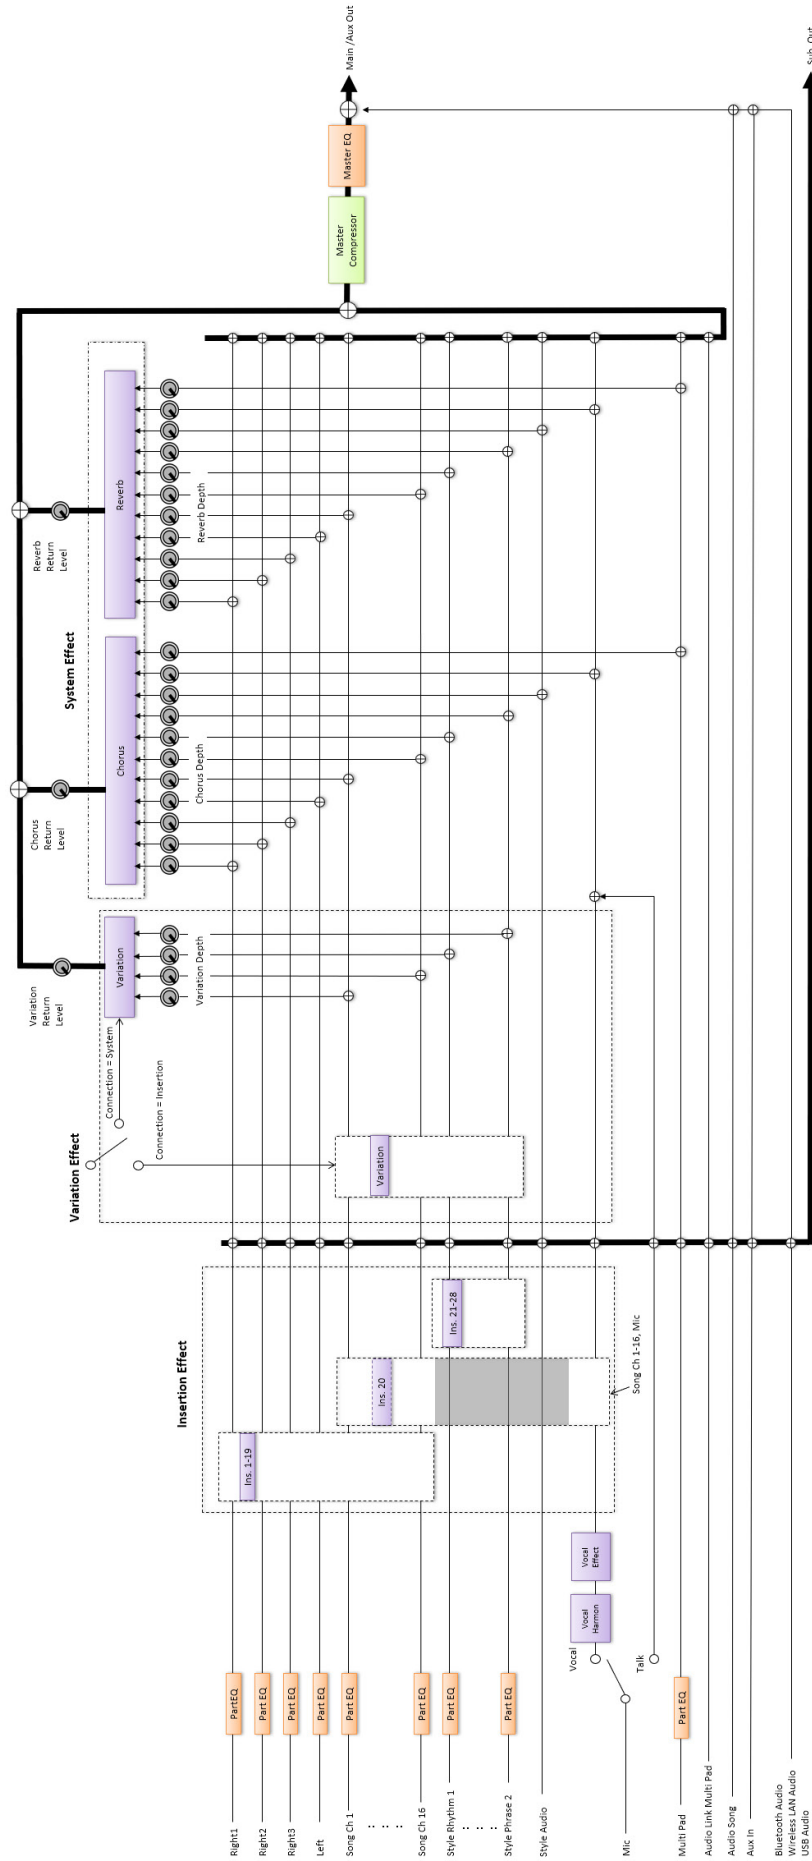 Variation Effect
System Effect
Insertion Effect
Variation
Return
Level
Chorus
Return
Level
Reverb
Return
Level
Connection = System
Connection = Insertion
Variation
Chorus
Reverb
Variation Depth
Chorus Depth
Reverb Depth
Variation
Ins. 1-19
Ins. 20
Ins. 21-28
Song Ch 1-16, Mic
Master
Compressor
Master EQ
Main /Aux Out
Sub Out
Right1
PartEQ
Right2
Part EQ
Right3
Part EQ
Left
Part EQ
Song Ch 1
Part EQ
: : :
Song Ch 16
Part EQ
Style Rhythm 1
Part EQ
: : :
Style Phrase 2
Part EQ
Style Audio
Mic
Vocal
Talk
Vocal
Harmon
Vocal
Effect
Multi Pad
Part EQ
Audio Link Multi Pad
Audio Song
Aux In
Bluetooth Audio
Wireless LAN Audio
USB Audio